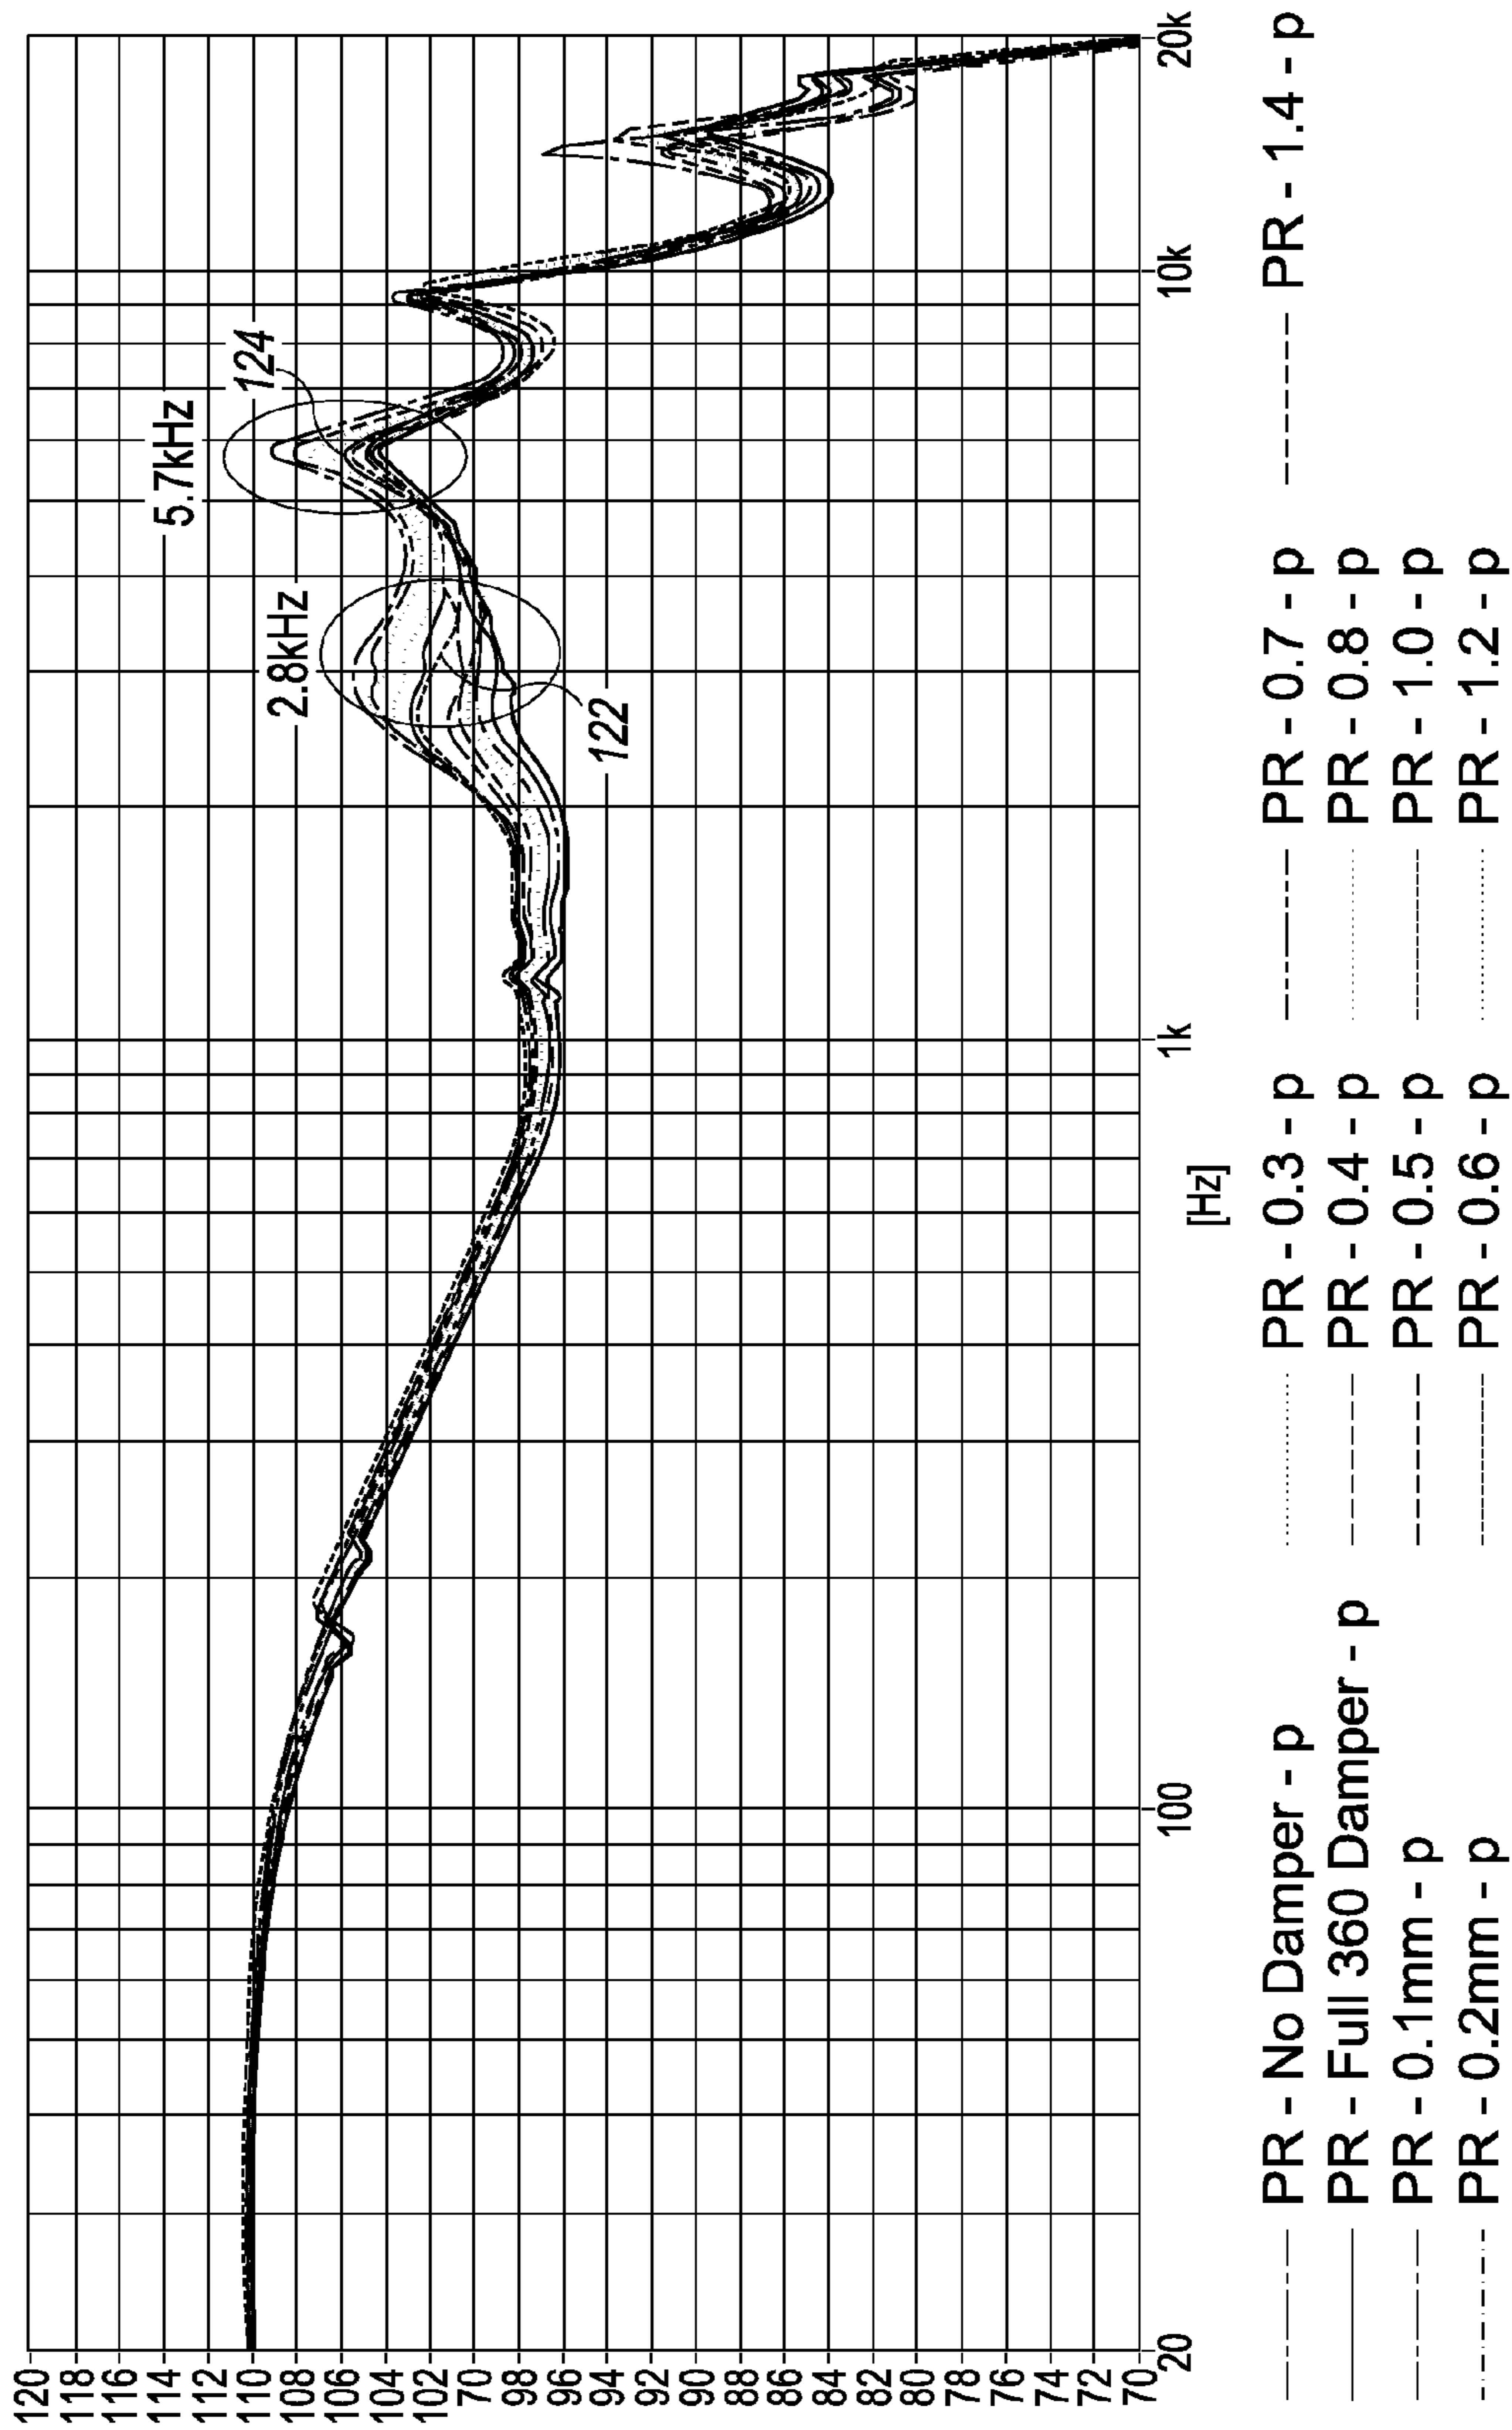 120
118
116
114
112
110
108
106
104
102
70
98
96
94
92
90
88
86
84
82
80
78
76
74
72
70
20
100
1k
10k
20k
[Hz]
2.8kHz
5.7kHz
122
124
PR - No Damper - p
PR - Full 360 Damper - p
PR - 0.1mm - p
PR - 0.2mm - p
PR - 0.3 - p
PR - 0.4 - p
PR - 0.5 - p
PR - 0.6 - p
PR - 0.7 - p
PR - 0.8 - p
PR - 1.0 - p
PR - 1.2 - p
PR - 1.4 - p